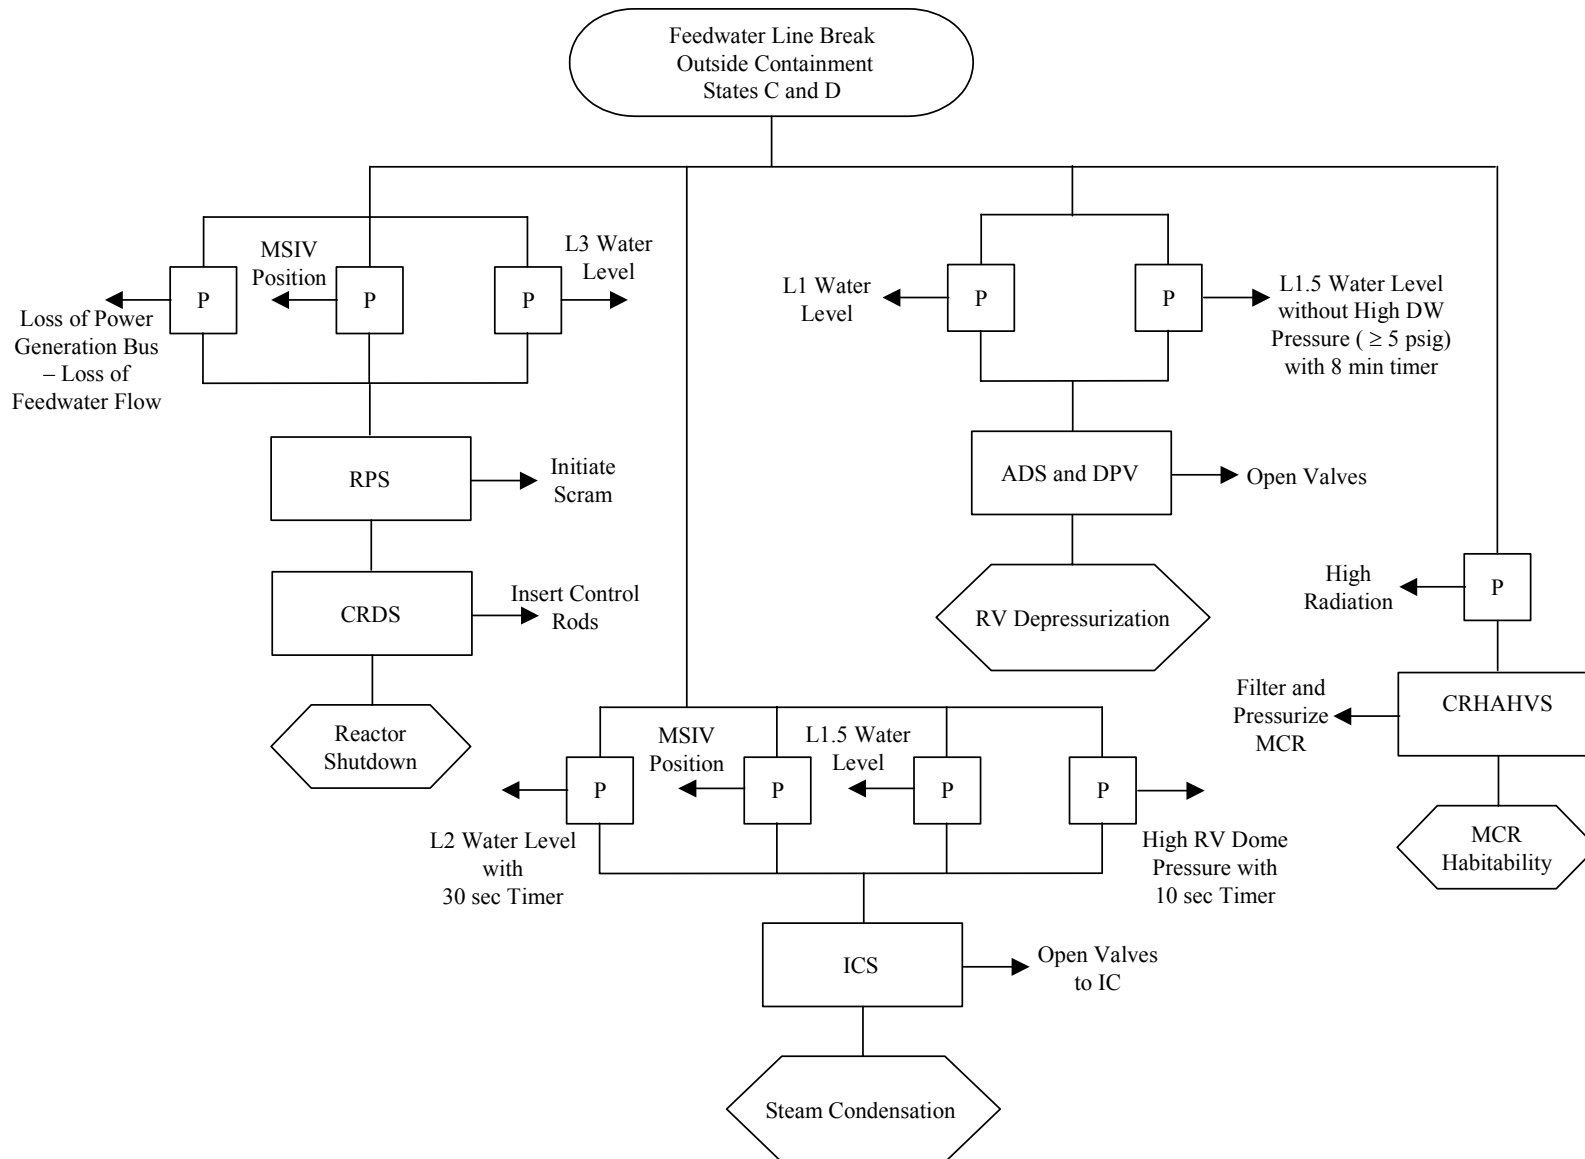 Feedwater Line Break
Outside Containment
States C and D
MSIV
Position
L3 Water
Level
P
P
P
Loss of Power
Generation Bus
– Loss of
Feedwater Flow
RPS
Initiate
Scram
CRDS
Insert Control
Rods
Reactor
Shutdown
L1 Water
Level
P
P
L1.5 Water Level
without High DW
Pressure ( ≥ 5 psig)
with 8 min timer
ADS and DPV
Open Valves
RV Depressurization
High
Radiation
P
Filter and
Pressurize
MCR
CRHAHVS
MCR
Habitability
MSIV
Position
L1.5 Water
Level
P
P
P
P
L2 Water Level
with
30 sec Timer
High RV Dome
Pressure with
10 sec Timer
ICS
Open Valves
to IC
Steam Condensation